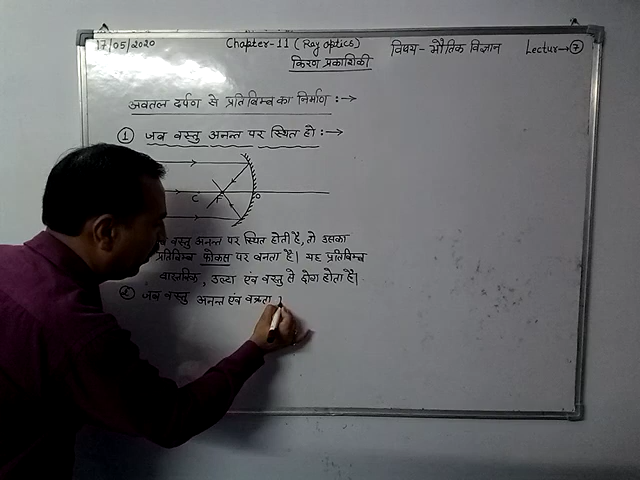 17/05/2020 Chapter-11 (Ray optics) विषय- भौतिक विज्ञान Lectur→⑦
किरण प्रकाशिकी
अवतल दर्पण से प्रतिबिम्ब का निर्माण :→
① जब वस्तु अनन्त पर स्थित हो :→
C F O
वस्तु अनन्त पर स्थित होती है, तो उसका
प्रतिबिम्ब फोकस पर बनता है। यह प्रतिबिम्ब
वास्तविक, उल्टा एवं वस्तु से छोटा होता है।
② जब वस्तु अनन्त एवं वक्रता